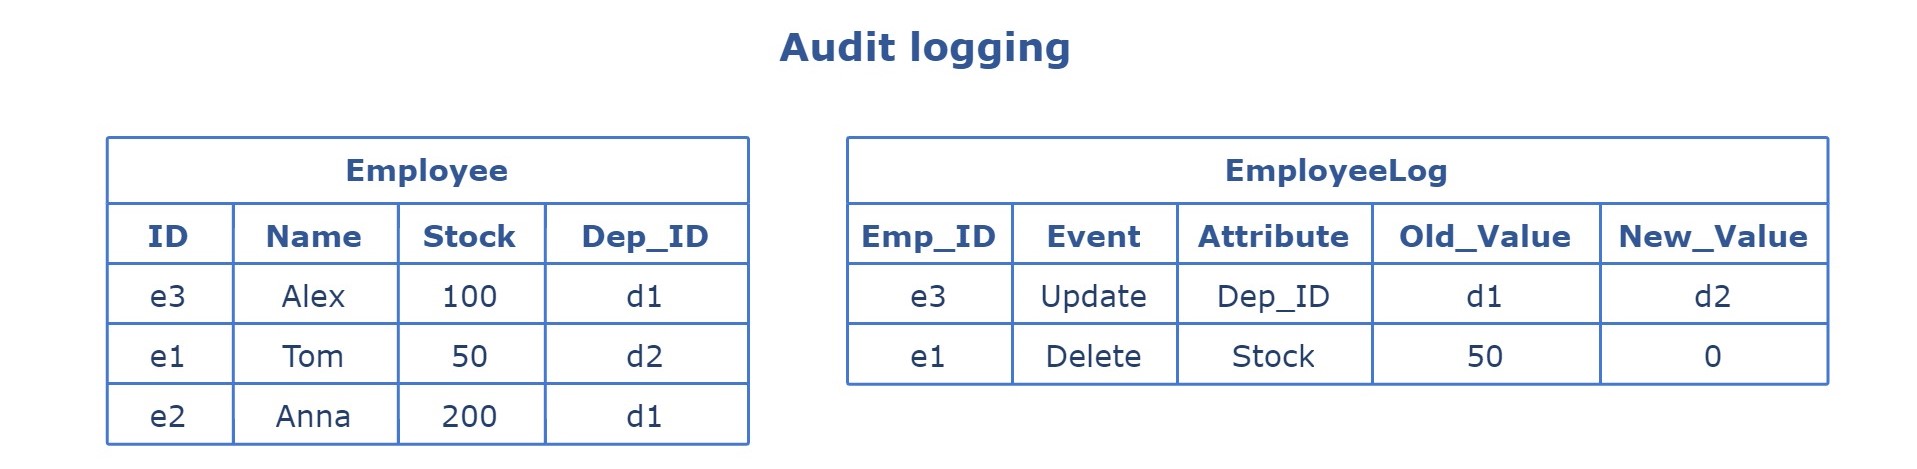 Audit logging
Employee
ID Name Stock Dep_ID
e3 Alex 100 d1
e1 Tom 50 d2
e2 Anna 200 d1
EmployeeLog
Emp_ID Event Attribute Old_Value New_Value
e3 Update Dep_ID d1 d2
e1 Delete Stock 50 0